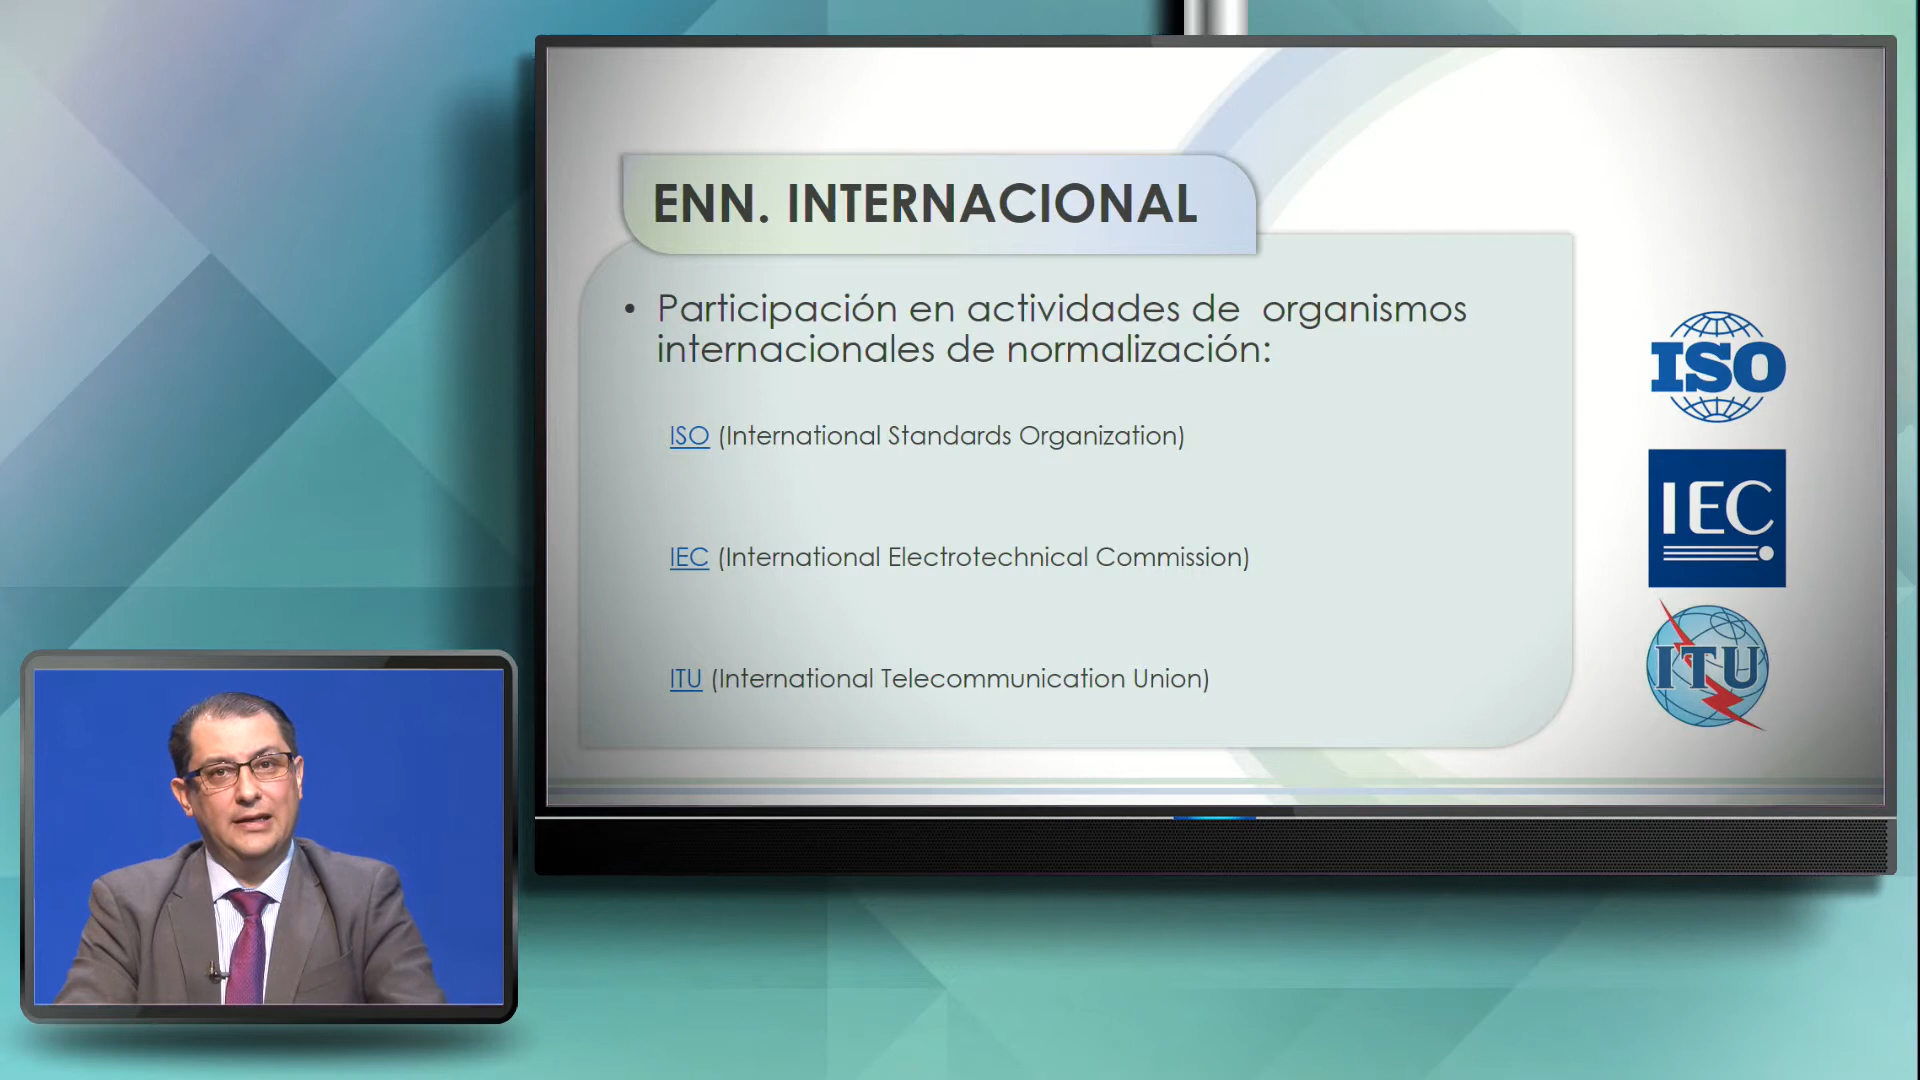 ENN. INTERNACIONAL
• Participación en actividades de organismos
internacionales de normalización:
ISO (International Standards Organization)
IEC (International Electrotechnical Commission)
ITU (International Telecommunication Union)
ISO
IEC
ITU